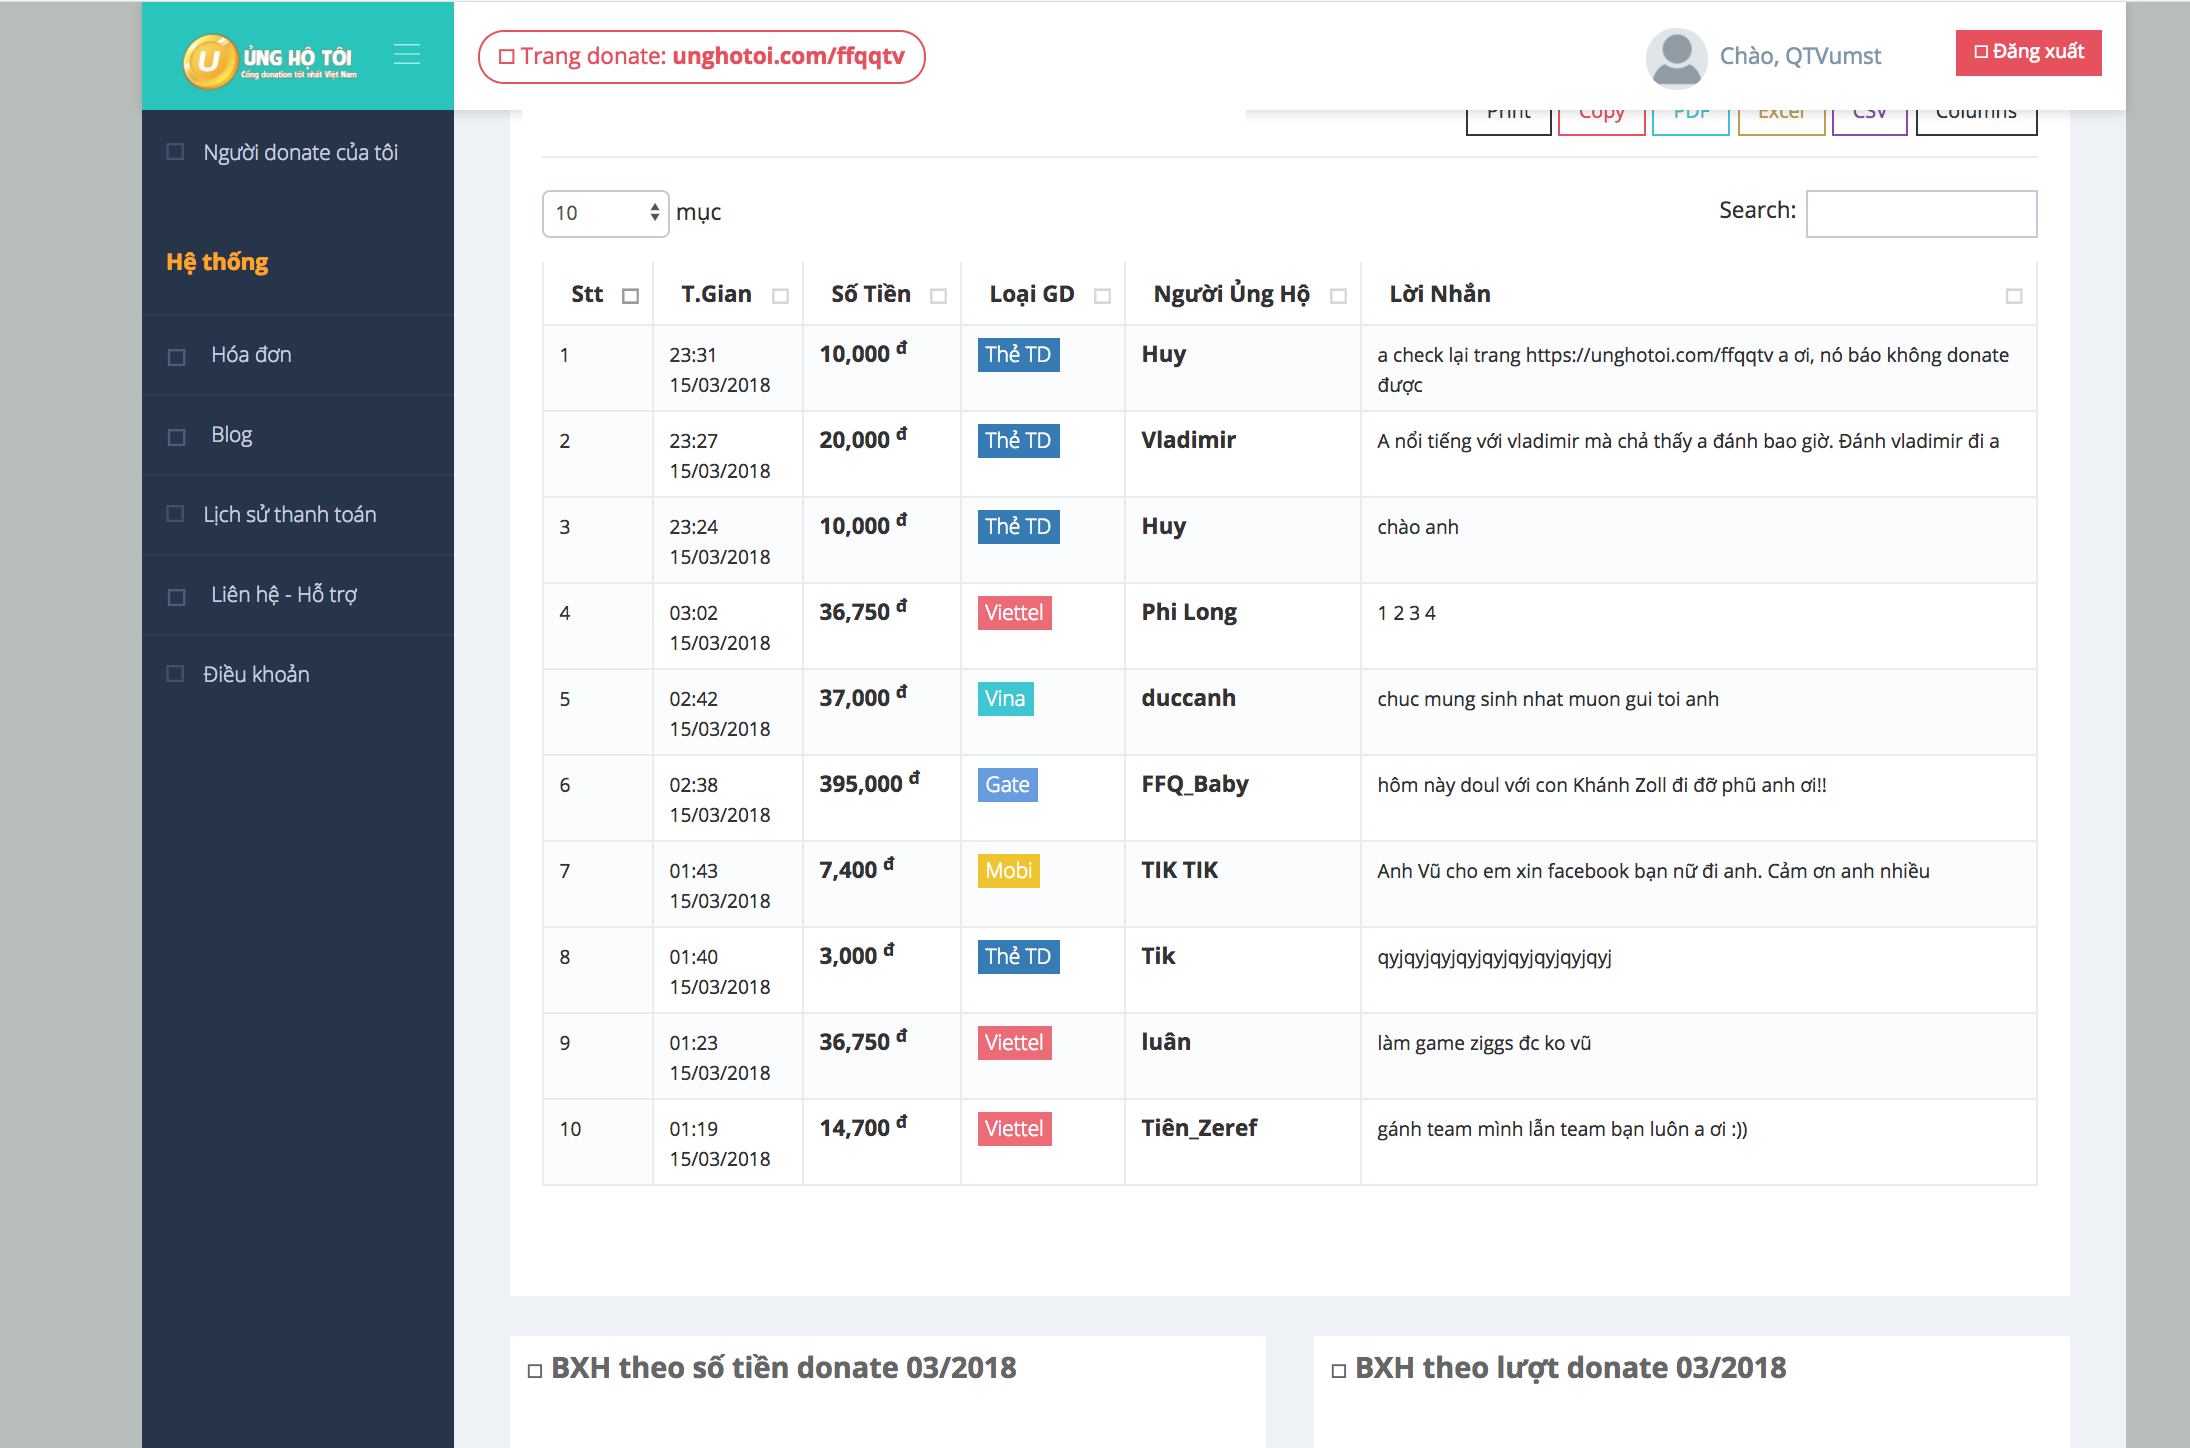 U ỦNG HỘ TÔI
Cổng donation tốt nhất Việt Nam
Trang donate: unghotoi.com/ffqqtv
Chào, QTVumst
Đăng xuất
Người donate của tôi
Hệ thống
Hóa đơn
Blog
Lịch sử thanh toán
Liên hệ - Hỗ trợ
Điều khoản
Print Copy PDF Excel CSV Columns
10 mục
Search:
Stt T.Gian Số Tiền Loại GD Người Ủng Hộ Lời Nhắn
1 23:31 10,000 đ Thẻ TD Huy a check lại trang https://unghotoi.com/ffqqtv a ơi, nó báo không donate
15/03/2018 được
2 23:27 20,000 đ Thẻ TD Vladimir A nổi tiếng với vladimir mà chả thấy a đánh bao giờ. Đánh vladimir đi a
15/03/2018
3 23:24 10,000 đ Thẻ TD Huy chào anh
15/03/2018
4 03:02 36,750 đ Viettel Phi Long 1 2 3 4
15/03/2018
5 02:42 37,000 đ Vina duccanh chuc mung sinh nhat muon gui toi anh
15/03/2018
6 02:38 395,000 đ Gate FFQ_Baby hôm này doul với con Khánh Zoll đi đỡ phũ anh ơi!!
15/03/2018
7 01:43 7,400 đ Mobi TIK TIK Anh Vũ cho em xin facebook bạn nữ đi anh. Cảm ơn anh nhiều
15/03/2018
8 01:40 3,000 đ Thẻ TD Tik qyjqyjqyjqyjqyjqyjqyjqyjqyj
15/03/2018
9 01:23 36,750 đ Viettel luân làm game ziggs đc ko vũ
15/03/2018
10 01:19 14,700 đ Viettel Tiên_Zeref gánh team mình lẫn team bạn luôn a ơi :))
15/03/2018
BXH theo số tiền donate 03/2018
BXH theo lượt donate 03/2018